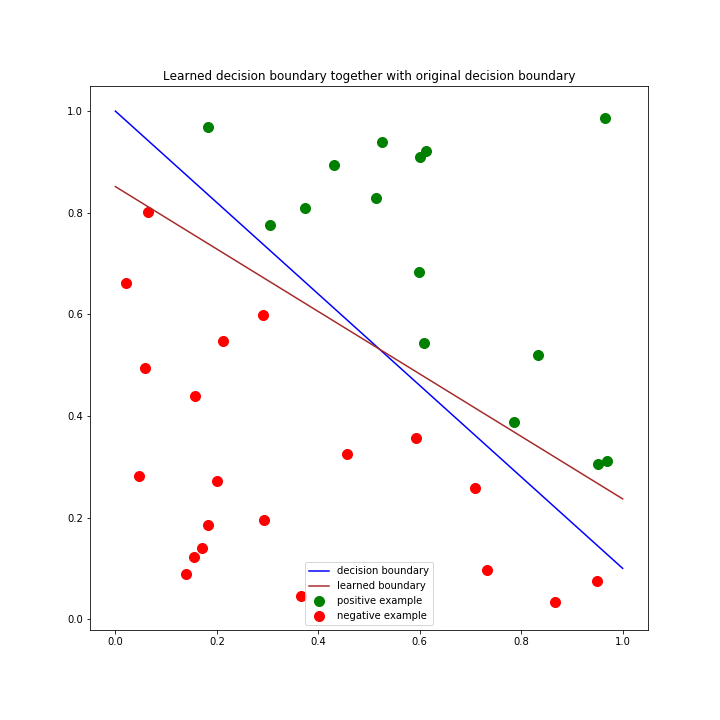 Learned decision boundary together with original decision boundary
1.0
0.8
0.6
0.4
0.2
0.0
decision boundary
learned boundary
positive example
negative example
0.0 0.2 0.4 0.6 0.8 1.0